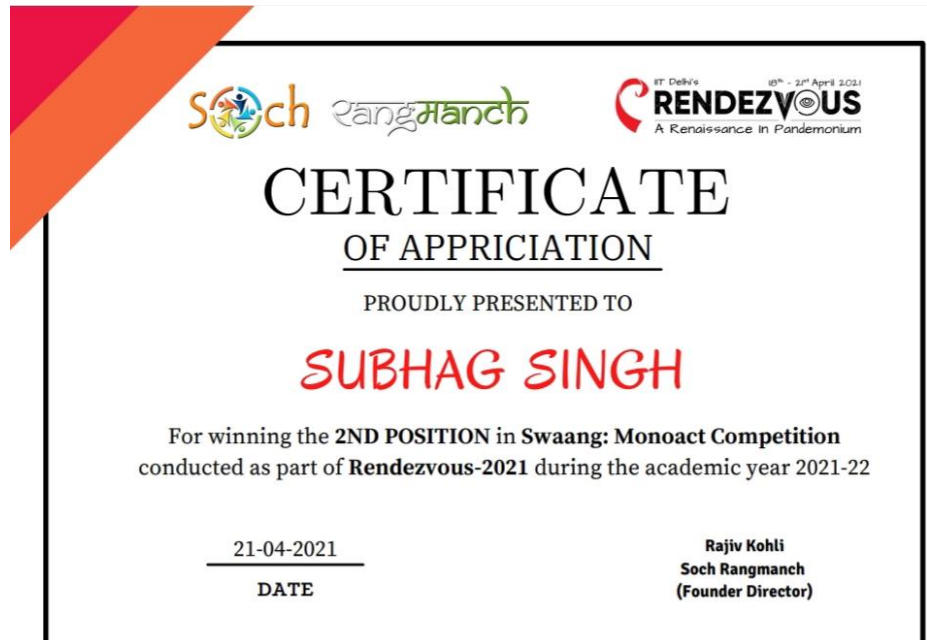 Soch रangमanch
IIT Delhi's 18th - 21st April 2021
RENDEZVOUS
A Renaissance In Pandemonium
CERTIFICATE
OF APPRICIATION
PROUDLY PRESENTED TO
SUBHAG SINGH
For winning the 2ND POSITION in Swaang: Monoact Competition
conducted as part of Rendezvous-2021 during the academic year 2021-22
21-04-2021
DATE
Rajiv Kohli
Soch Rangmanch
(Founder Director)